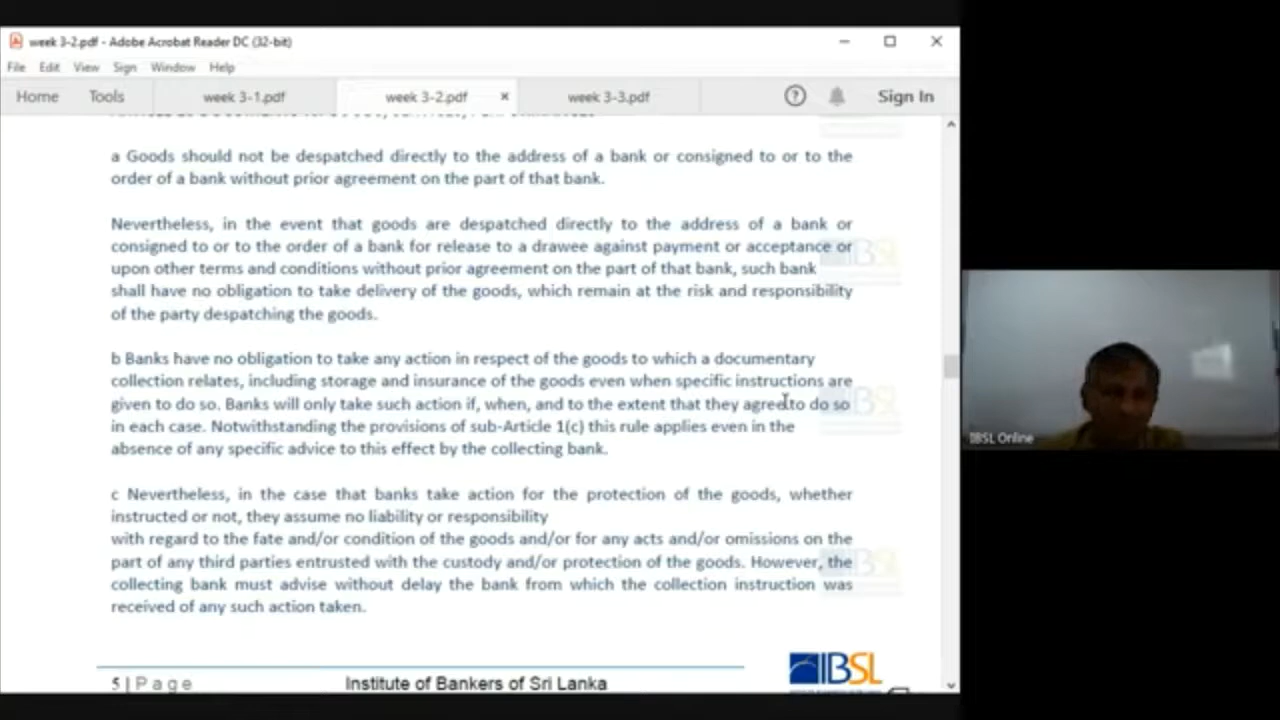 week 3-2.pdf - Adobe Acrobat Reader DC (32-bit)
File Edit View Sign Window Help
Home Tools week 3-1.pdf week 3-2.pdf × week 3-3.pdf ? Sign In
a Goods should not be despatched directly to the address of a bank or consigned to or to the
order of a bank without prior agreement on the part of that bank.
Nevertheless, in the event that goods are despatched directly to the address of a bank or
consigned to or to the order of a bank for release to a drawee against payment or acceptance or
upon other terms and conditions without prior agreement on the part of that bank, such bank
shall have no obligation to take delivery of the goods, which remain at the risk and responsibility
of the party despatching the goods.
b Banks have no obligation to take any action in respect of the goods to which a documentary
collection relates, including storage and insurance of the goods even when specific instructions are
given to do so. Banks will only take such action if, when, and to the extent that they agree to do so
in each case. Notwithstanding the provisions of sub-Article 1(c) this rule applies even in the
absence of any specific advice to this effect by the collecting bank.
c Nevertheless, in the case that banks take action for the protection of the goods, whether
instructed or not, they assume no liability or responsibility
with regard to the fate and/or condition of the goods and/or for any acts and/or omissions on the
part of any third parties entrusted with the custody and/or protection of the goods. However, the
collecting bank must advise without delay the bank from which the collection instruction was
received of any such action taken.
5 | P a g e Institute of Bankers of Sri Lanka
IBSL
IBSL Online